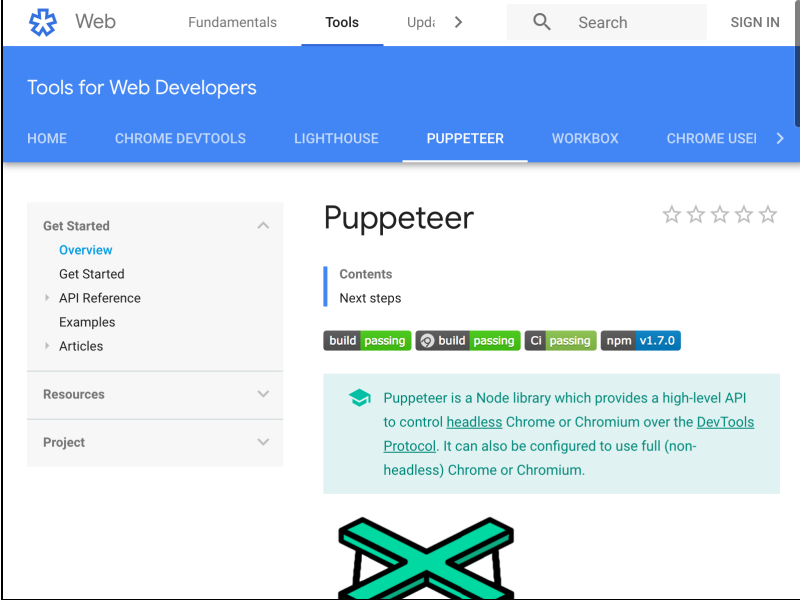 Web
Fundamentals
Tools
Search
SIGN IN
Tools for Web Developers
HOME
CHROME DEVTOOLS
LIGHTHOUSE
PUPPETEER
WORKBOX
CHROME
Get Started
Overview
Get Started
API Reference
Examples
Articles
Resources
Project
Puppeteer
Contents
Next steps
build passing
build passing
Ci passing
npm v1.7.0
Puppeteer is a Node library which provides a high-level API
to control headless Chrome or Chromium over the DevTools
Protocol. It can also be configured to use full (non-
headless) Chrome or Chromium.